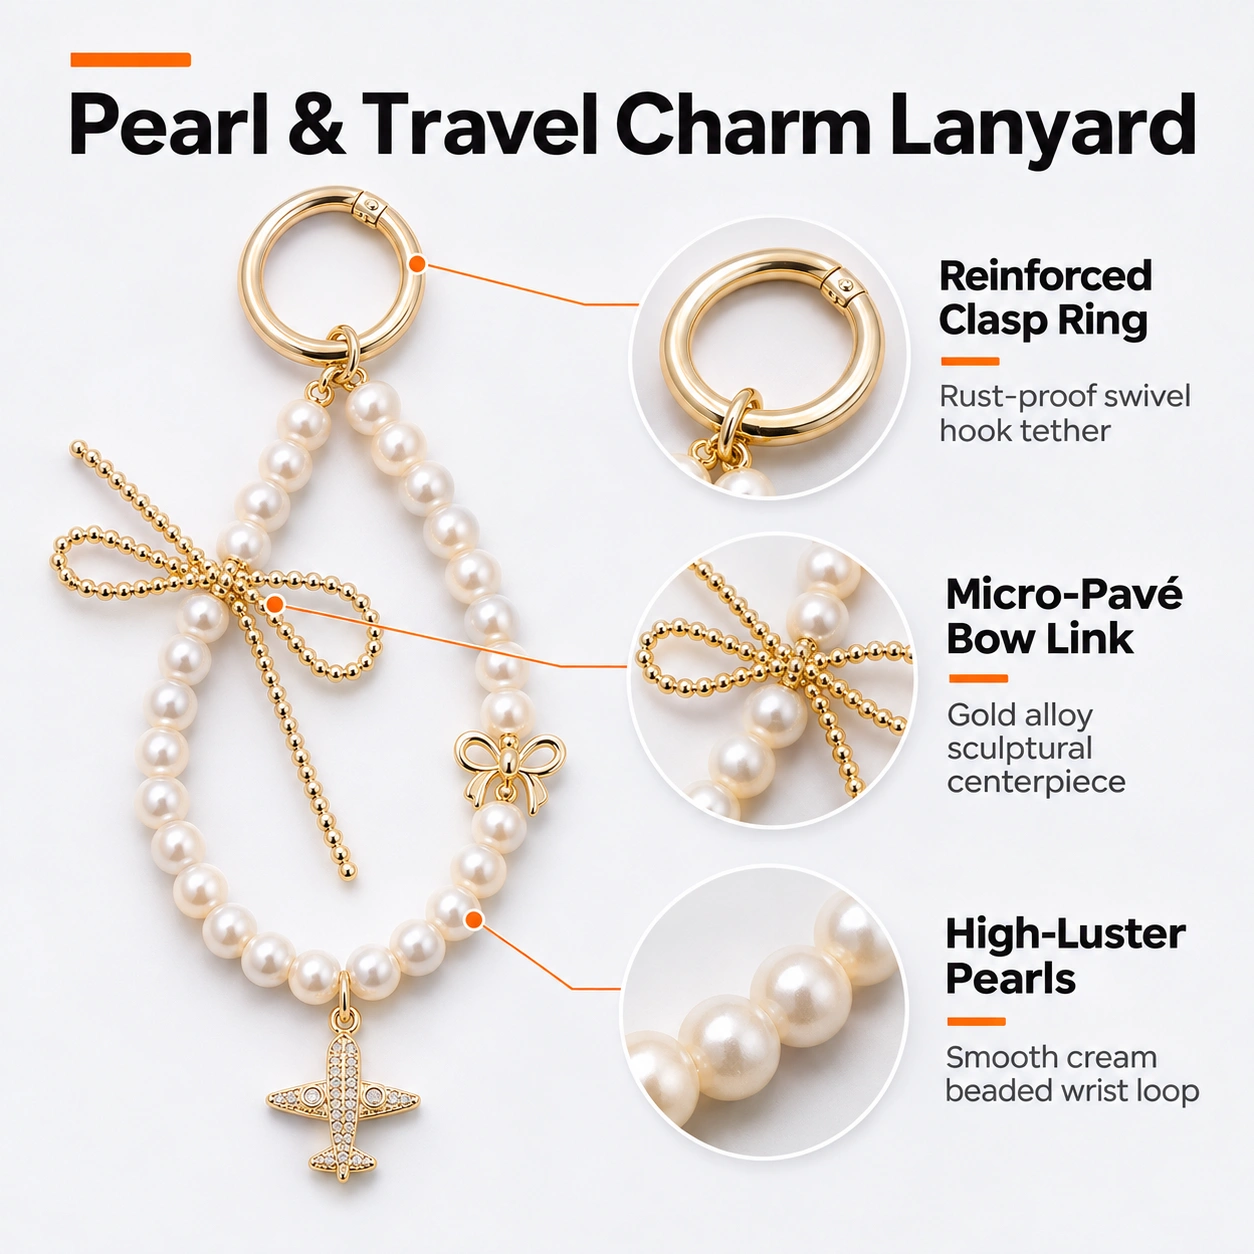 Pearl & Travel Charm Lanyard
Reinforced
Clasp Ring
Rust-proof swivel
hook tether
Micro-Pavé
Bow Link
Gold alloy
sculptural
centerpiece
High-Luster
Pearls
Smooth cream
beaded wrist loop